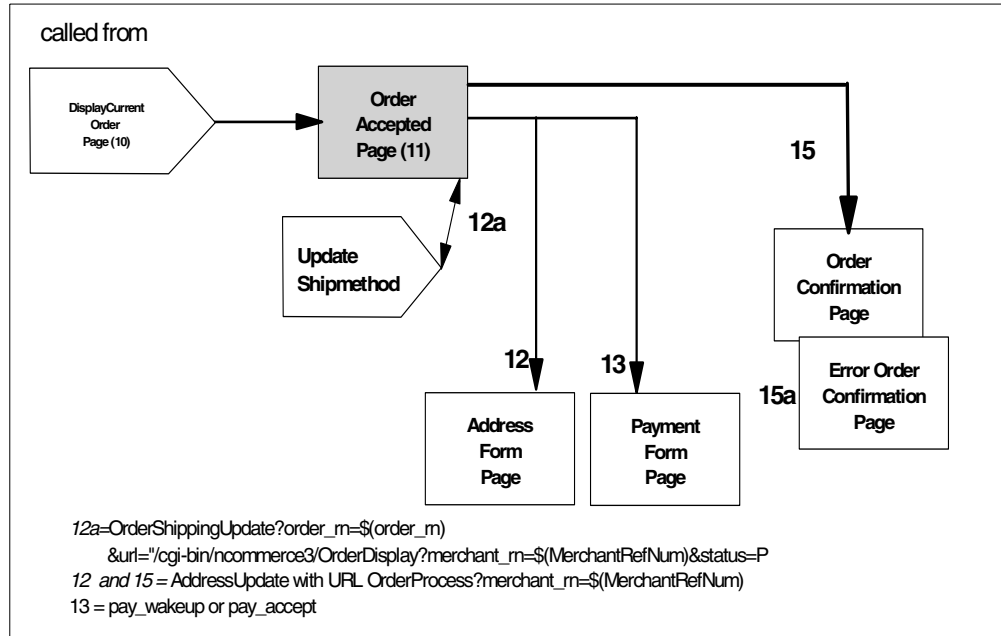 called from
DisplayCurrent
Order
Page (10)
Order
Accepted
Page (11)
15
12a
Update
Shipmethod
Order
Confirmation
Page
12
13
15a
Error Order
Confirmation
Page
Address
Form
Page
Payment
Form
Page
12a=OrderShippingUpdate?order_rn=$(order_rn)
&url="/cgi-bin/ncommerce3/OrderDisplay?merchant_rn=$(MerchantRefNum)&status=P
12 and 15 = AddressUpdate with URL OrderProcess?merchant_rn=$(MerchantRefNum)
13 = pay_wakeup or pay_accept